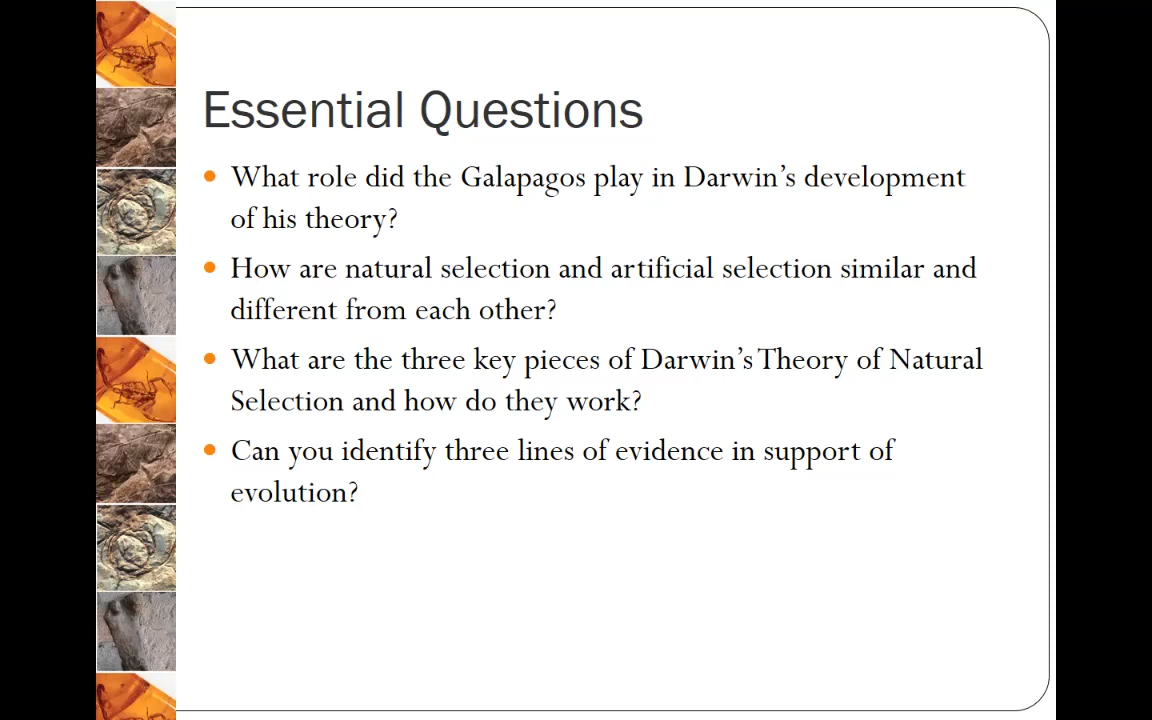 Essential Questions
• What role did the Galapagos play in Darwin’s development
of his theory?
• How are natural selection and artificial selection similar and
different from each other?
• What are the three key pieces of Darwin’s Theory of Natural
Selection and how do they work?
• Can you identify three lines of evidence in support of
evolution?